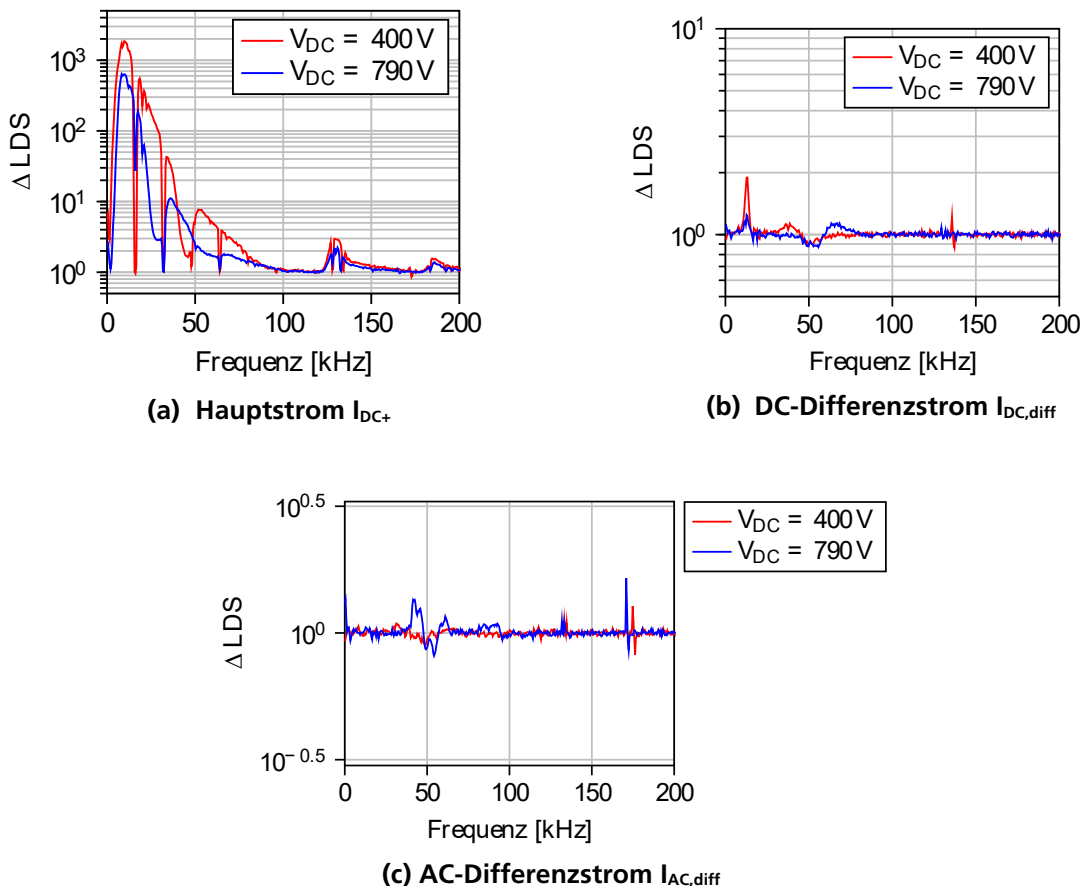 V_DC = 400 V
V_DC = 790 V
10^3
10^2
10^1
10^0
Δ LDS
0 50 100 150 200
Frequenz [kHz]
(a) Hauptstrom I_DC+
V_DC = 400 V
V_DC = 790 V
10^1
10^0
Δ LDS
0 50 100 150 200
Frequenz [kHz]
(b) DC-Differenzstrom I_DC,diff
V_DC = 400 V
V_DC = 790 V
10^0.5
10^0
10^−0.5
Δ LDS
0 50 100 150 200
Frequenz [kHz]
(c) AC-Differenzstrom I_AC,diff